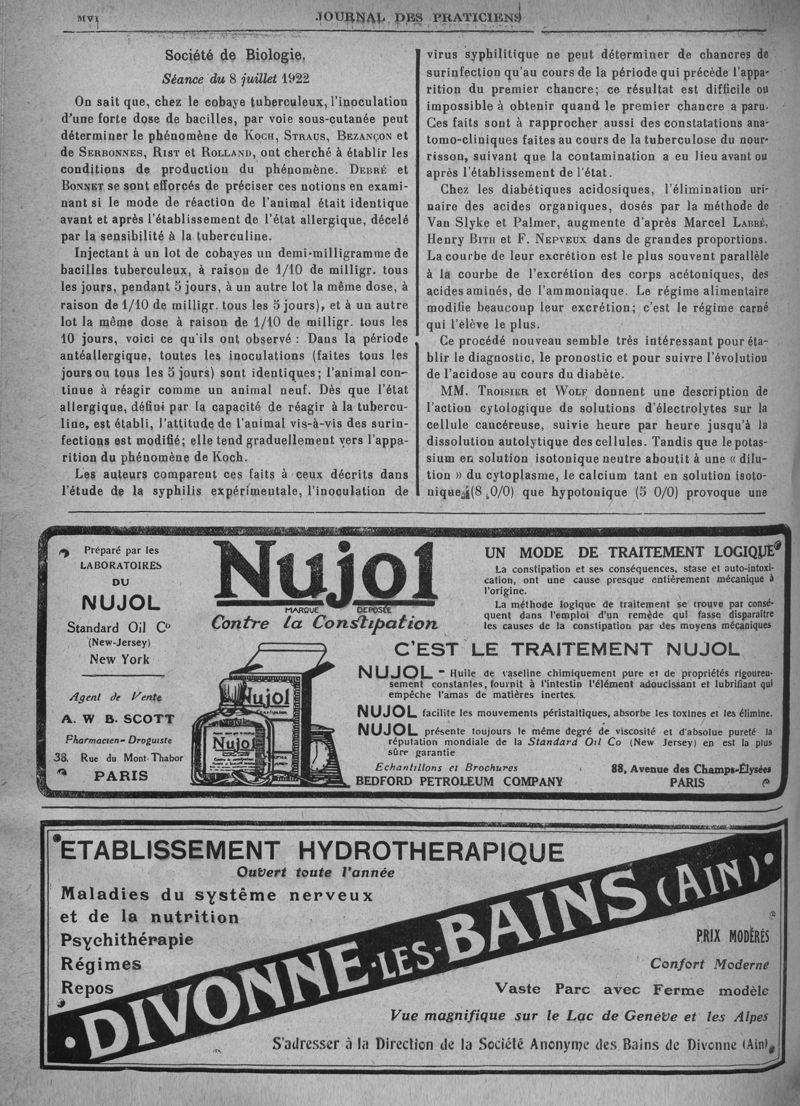 MVI
JOURNAL DES PRATICIENS
Société de Biologie.
Séance du 8 juillet 1922
On sait que, chez le cobaye tuberculeux, l'inoculation
d'une forte dose de bacilles, par voie sous-cutanée peut
déterminer le phénomène de KOCH, STRAUS, BEZANÇON et
de SERBONNES, RIST et ROLLAND, ont cherché à établir les
conditions de production du phénomène. DEBRÉ et
BONNET se sont efforcés de préciser ces notions en exami-
nant si le mode de réaction de l'animal était identique
avant et après l'établissement de l'état allergique, décelé
par la sensibilité à la tuberculine.
Injectant à un lot de cobayes un demi-milligramme de
bacilles tuberculeux, à raison de 1/10 de milligr. tous
les jours, pendant 5 jours, à un autre lot la même dose, à
raison de 1/10 de milligr. tous les 5 jours), et à un autre
lot la même dose à raison de 1/10 de milligr. tous les
10 jours, voici ce qu'ils ont observé : Dans la période
antéallergique, toutes les inoculations (faites tous les
jours ou tous les 5 jours) sont identiques ; l'animal con-
tinue à réagir comme un animal neuf. Dès que l'état
allergique, défini par la capacité de réagir à la tubercu-
line, est établi, l'attitude de l'animal vis-à-vis des surin-
fections est modifié ; elle tend graduellement vers l'appa-
rition du phénomène de Koch.
Les auteurs comparent ces faits à ceux décrits dans
l'étude de la syphilis expérimentale, l'inoculation de
virus syphilitique ne peut déterminer de chancres de
surinfection qu'au cours de la période qui précède l'appa-
rition du premier chancre; ce résultat est difficile ou
impossible à obtenir quand le premier chancre a paru.
Ces faits sont à rapprocher aussi des constatations ana-
tomo-cliniques faites au cours de la tuberculose du nour-
risson, suivant que la contamination a eu lieu avant ou
après l'établissement de l'état.
Chez les diabétiques acidosiques, l'élimination uri-
naire des acides organiques, dosés par la méthode de
Van Slyke et Palmer, augmente d'après Marcel LABBÉ,
Henry BITH et F. NEPVEUX dans de grandes proportions.
La courbe de leur excrétion est le plus souvent parallèle
à la courbe de l'excrétion des corps acétoniques, des
acides aminés, de l'ammoniaque. Le régime alimentaire
modifie beaucoup leur excrétion; c'est le régime carné
qui l'élève le plus.
Ce procédé nouveau semble très intéressant pour éta-
blir le diagnostic, le pronostic et pour suivre l'évolution
de l'acidose au cours du diabète.
MM. TROISIER et WOLF donnent une description de
l'action cytologique de solutions d'électrolytes sur la
cellule cancéreuse, suivie heure par heure jusqu'à la
dissolution autolytique des cellules. Tandis que le potas-
sium en solution isotonique neutre aboutit à une « dilu-
tion » du cytoplasme, le calcium tant en solution isoto-
nique (8 0/0) que hypotonique (5 0/0) provoque une
Préparé par les
LABORATOIRES
DU
NUJOL
Standard Oil Co
(New-Jersey)
New York
Agent de Vente
A. W B. SCOTT
Pharmacien-Droguiste
38. Rue du Mont-Thabor
PARIS
Nujol
MARQUE DEPOSÉE
Contre la Constipation
Nujol
Nujol
UN MODE DE TRAITEMENT LOGIQUE
La constipation et ses conséquences, stase et auto-intoxi-
cation, ont une cause presque entièrement mécanique à
l'origine.
La méthode logique de traitement se trouve par consé-
quent dans l'emploi d'un remède qui fasse disparaitre
les causes de la constipation par des moyens mécaniques
C'EST LE TRAITEMENT NUJOL
NUJOL - Huile de vaseline chimiquement pure et de propriétés rigoureu-
sement constantes, fournit à l'intestin l'élément adoucissant et lubrifiant qui
empêche l'amas de matières inertes.
NUJOL facilite les mouvements péristaltiques, absorbe les toxines et les élimine.
NUJOL présente toujours le même degré de viscosité et d'absolue pureté la
réputation mondiale de la Standard Oil Co (New Jersey) en est la plus
sûre garantie
Echantillons et Brochures
BEDFORD PETROLEUM COMPANY
88, Avenue des Champs-Élysées
PARIS
ETABLISSEMENT HYDROTHERAPIQUE
Ouvert toute l'année
Maladies du système nerveux
et de la nutrition
Psychithérapie
Régimes
Repos
DIVONNE-LES-BAINS (AIN)
PRIX MODÉRÉS
Confort Moderne
Vaste Parc avec Ferme modèle
Vue magnifique sur le Lac de Genève et les Alpes
S'adresser à la Direction de la Société Anonyme des Bains de Divonne (Ain)